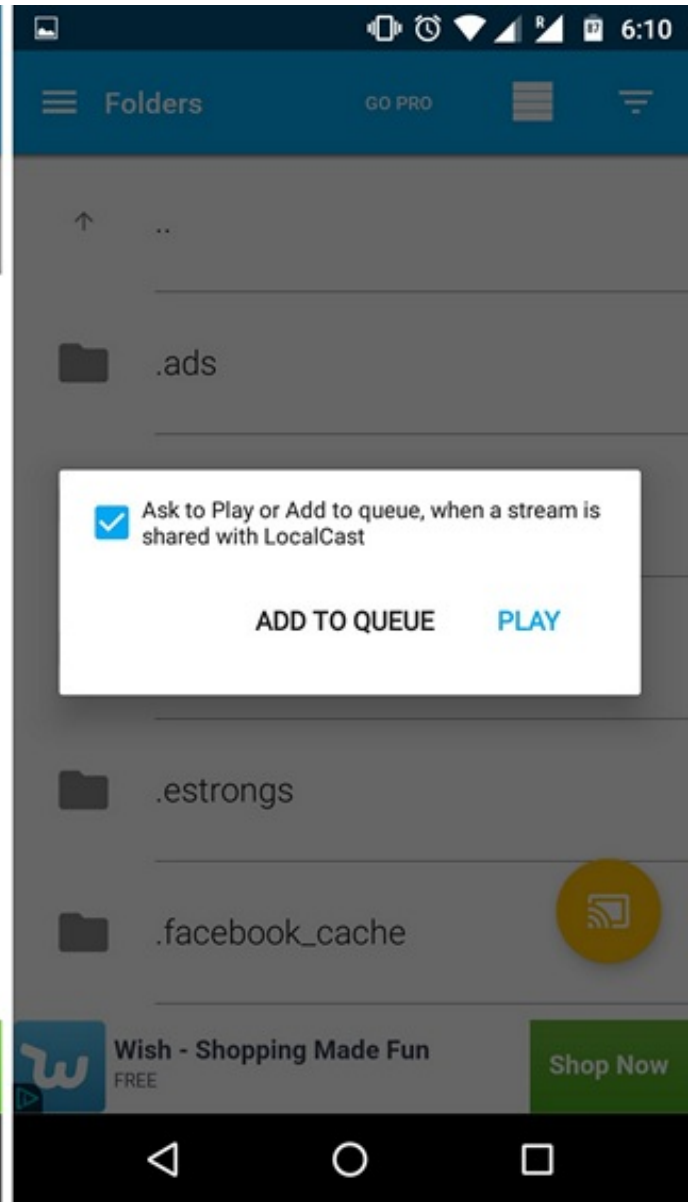 R 87 6:10
Folders GO PRO
..
.ads
Ask to Play or Add to queue, when a stream is
shared with LocalCast
ADD TO QUEUE PLAY
.estrongs
.facebook_cache
Wish - Shopping Made Fun
FREE
Shop Now